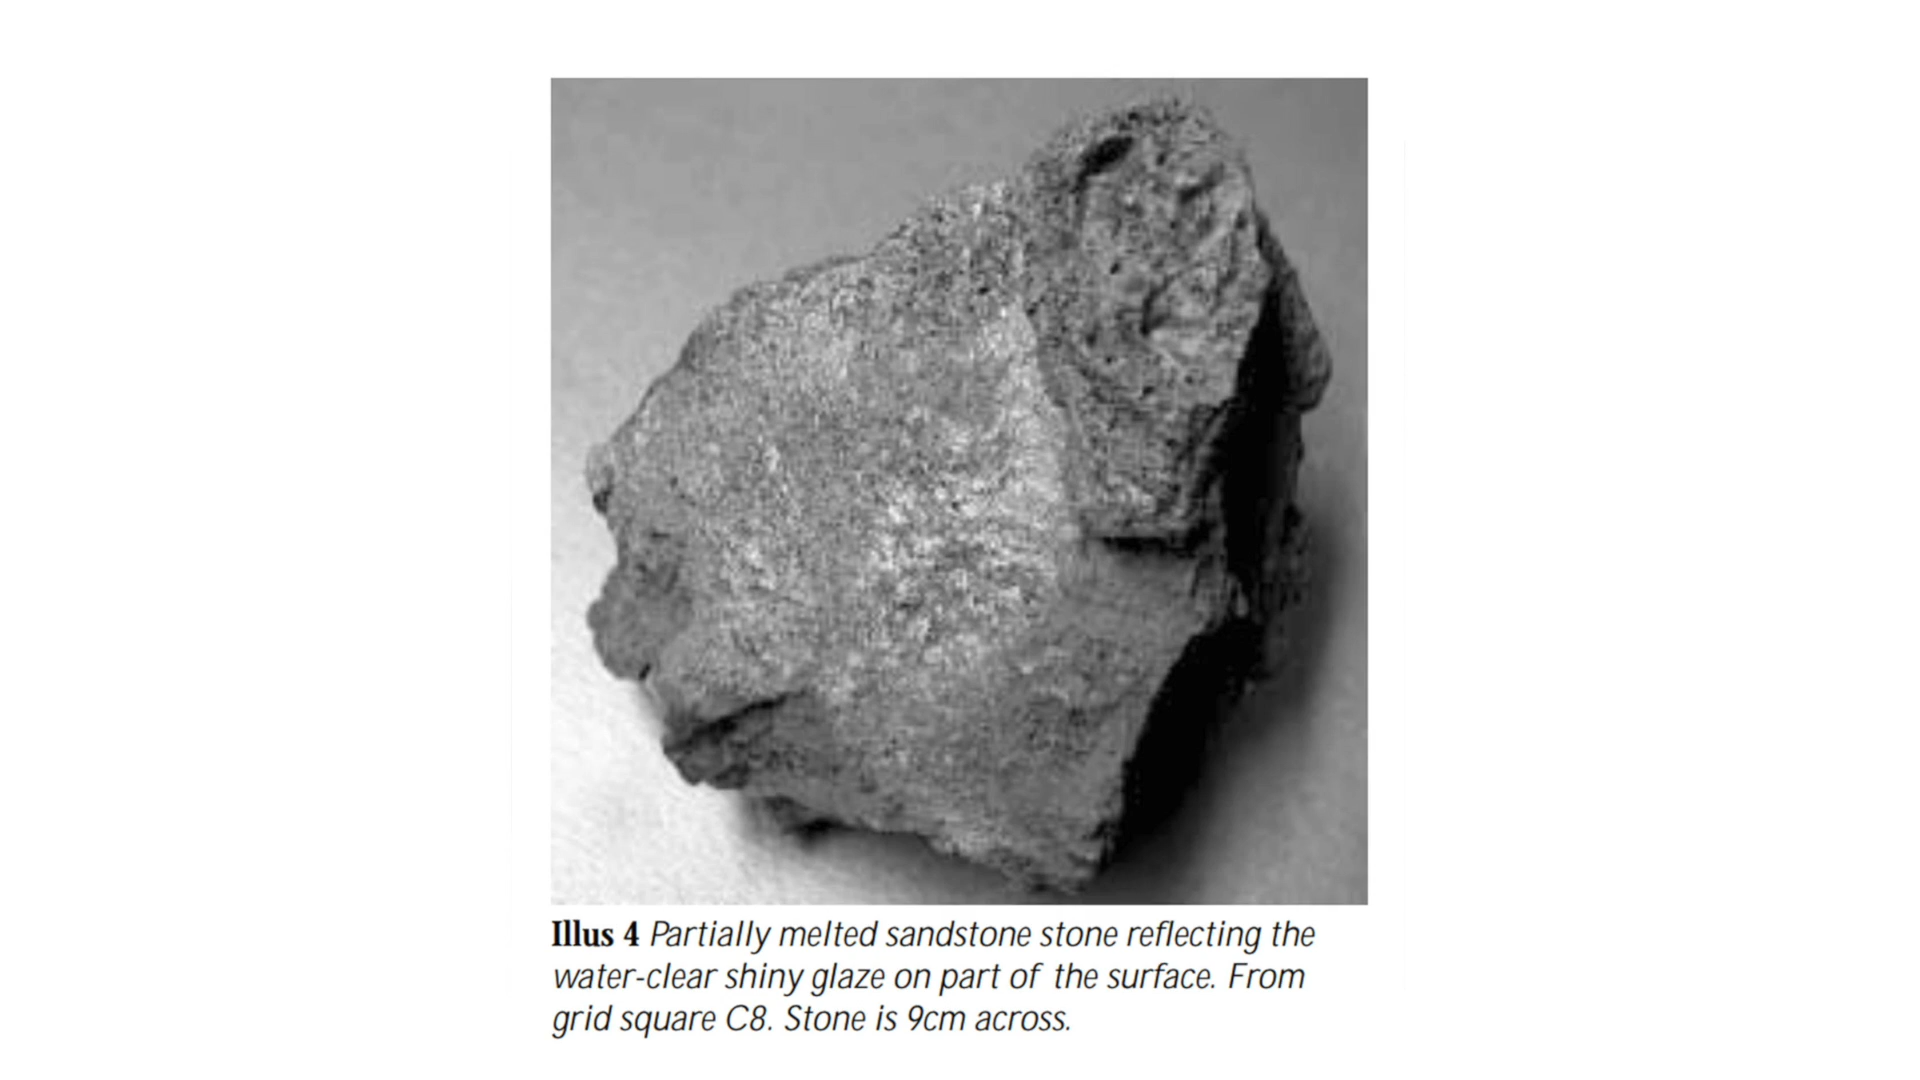 Illus 4 Partially melted sandstone stone reflecting the
water-clear shiny glaze on part of the surface. From
grid square C8. Stone is 9cm across.